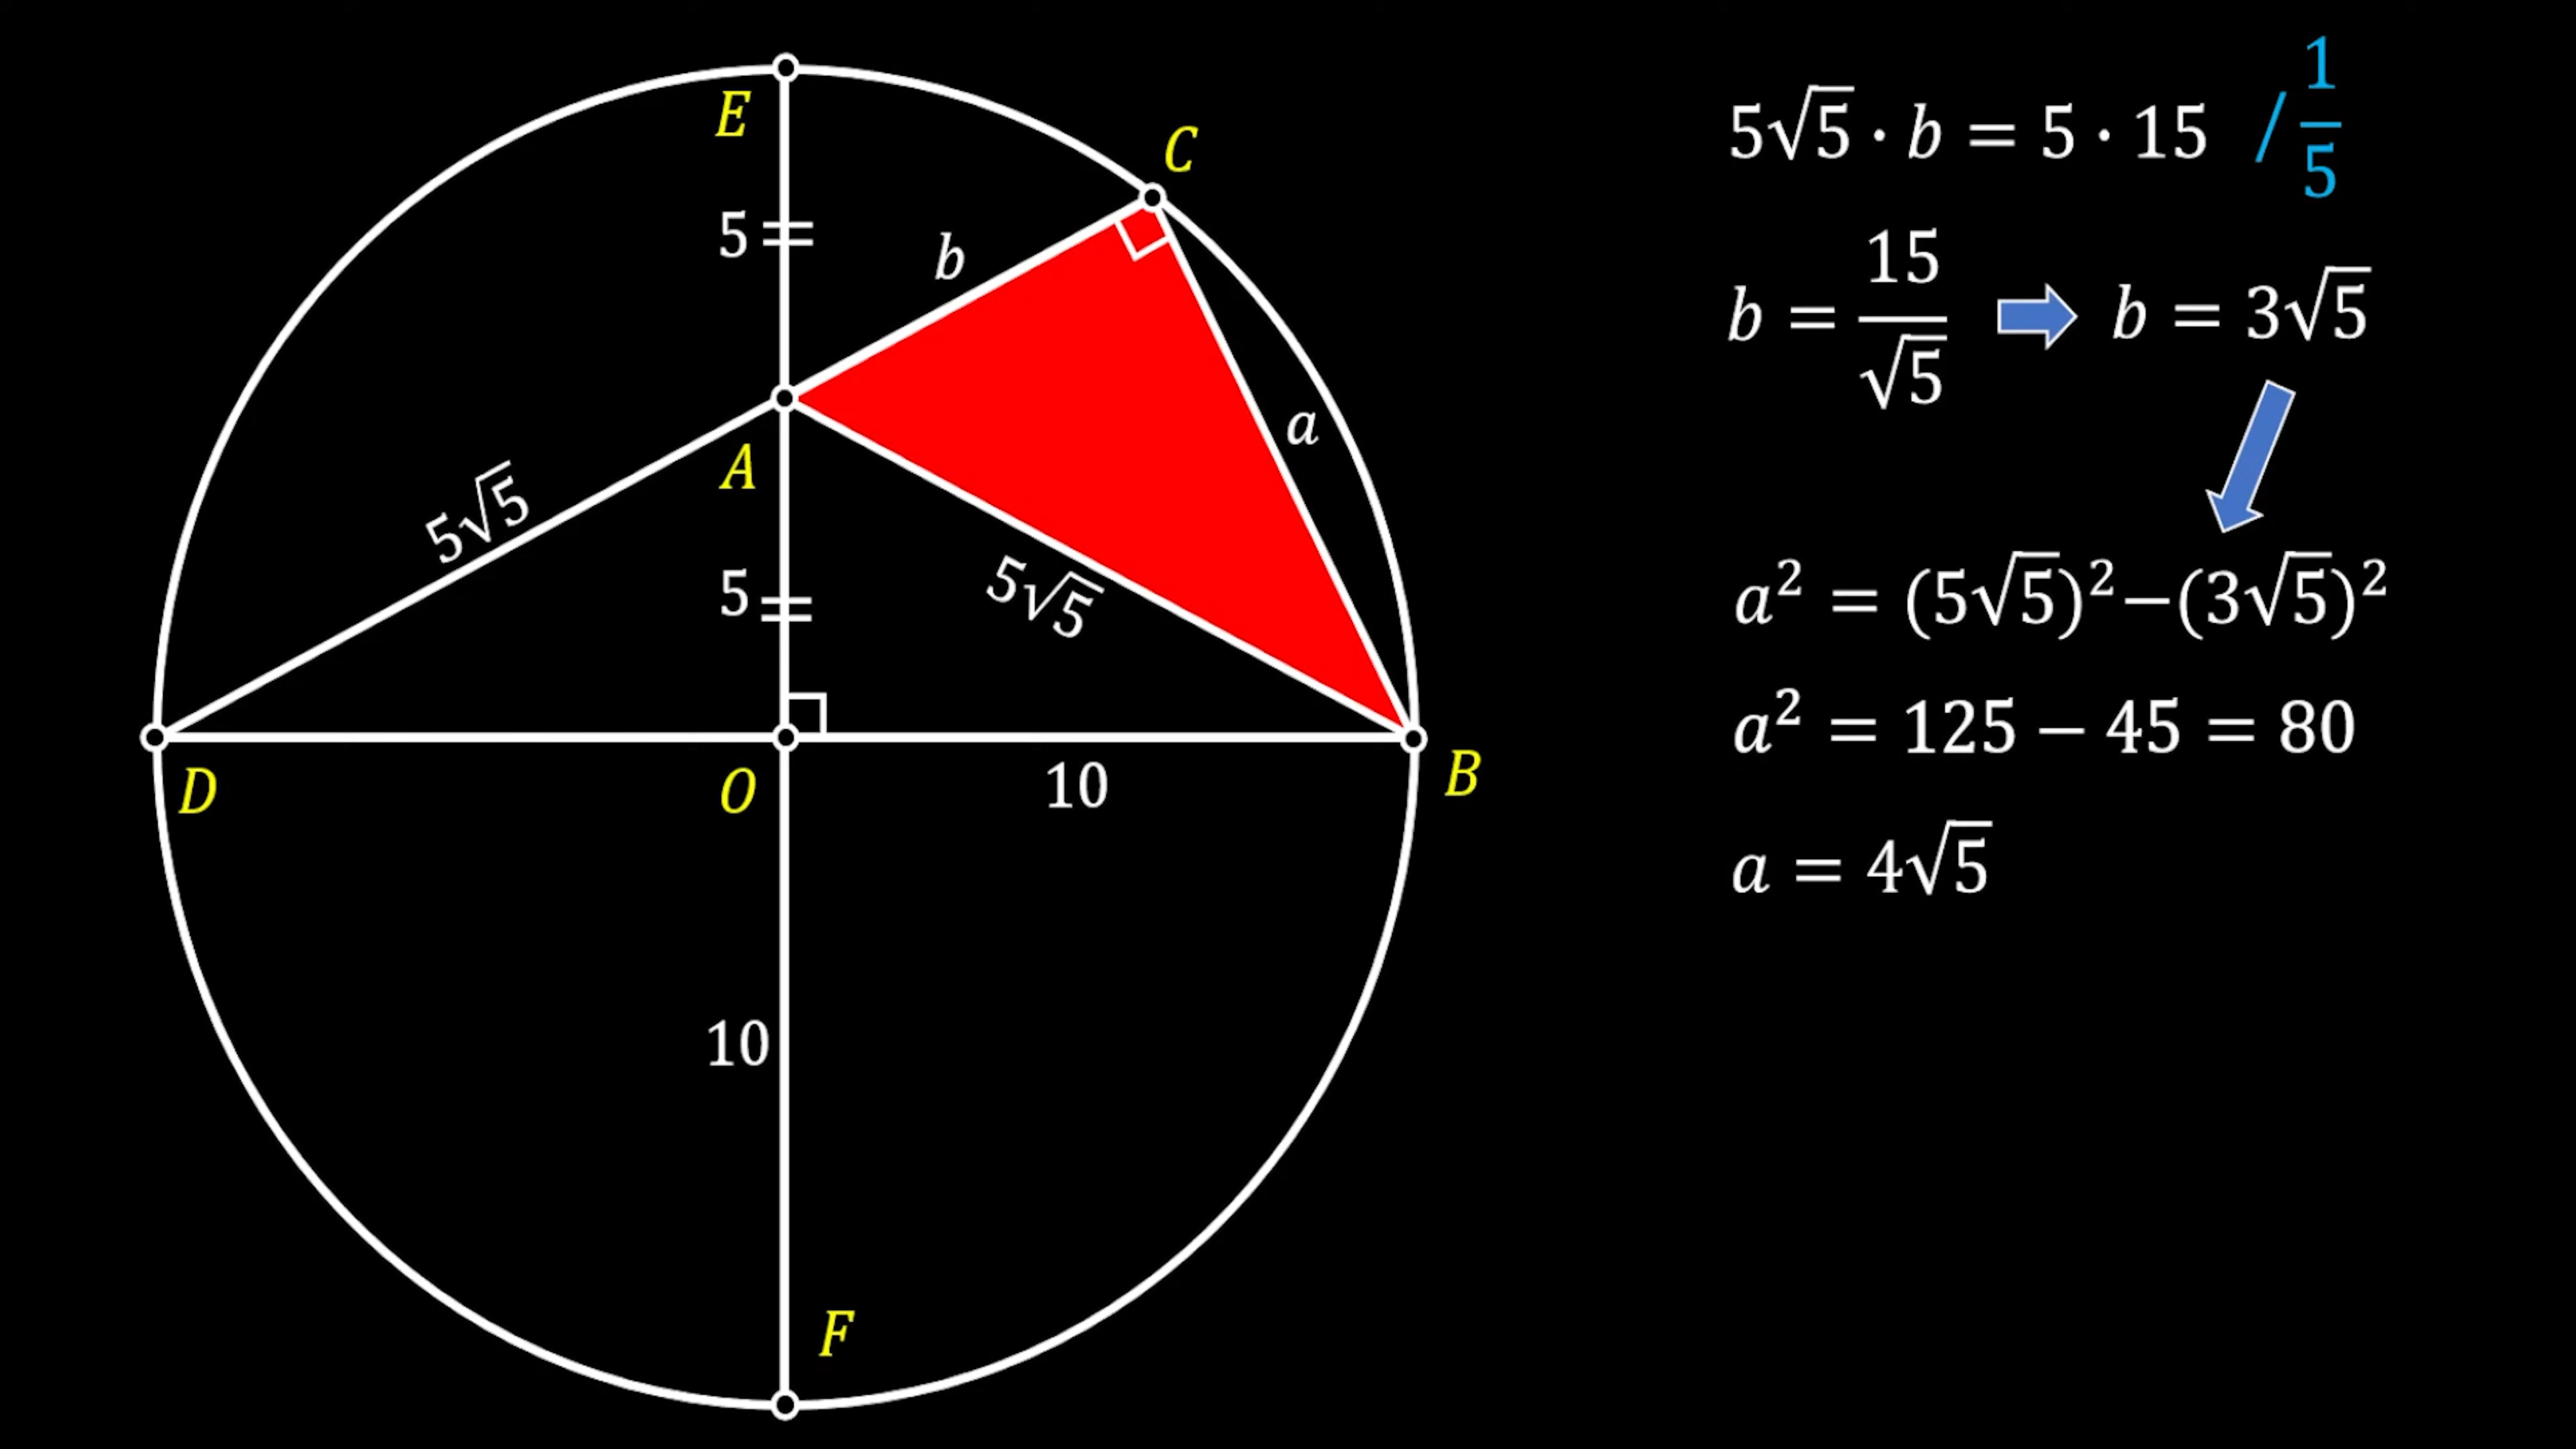 E
C
5
b
A
a
5√5
5
5√5
D
O
10
B
10
F
5√5 · b = 5 · 15 / 1/5
b = 15/√5 b = 3√5
a² = (5√5)²−(3√5)²
a² = 125 − 45 = 80
a = 4√5